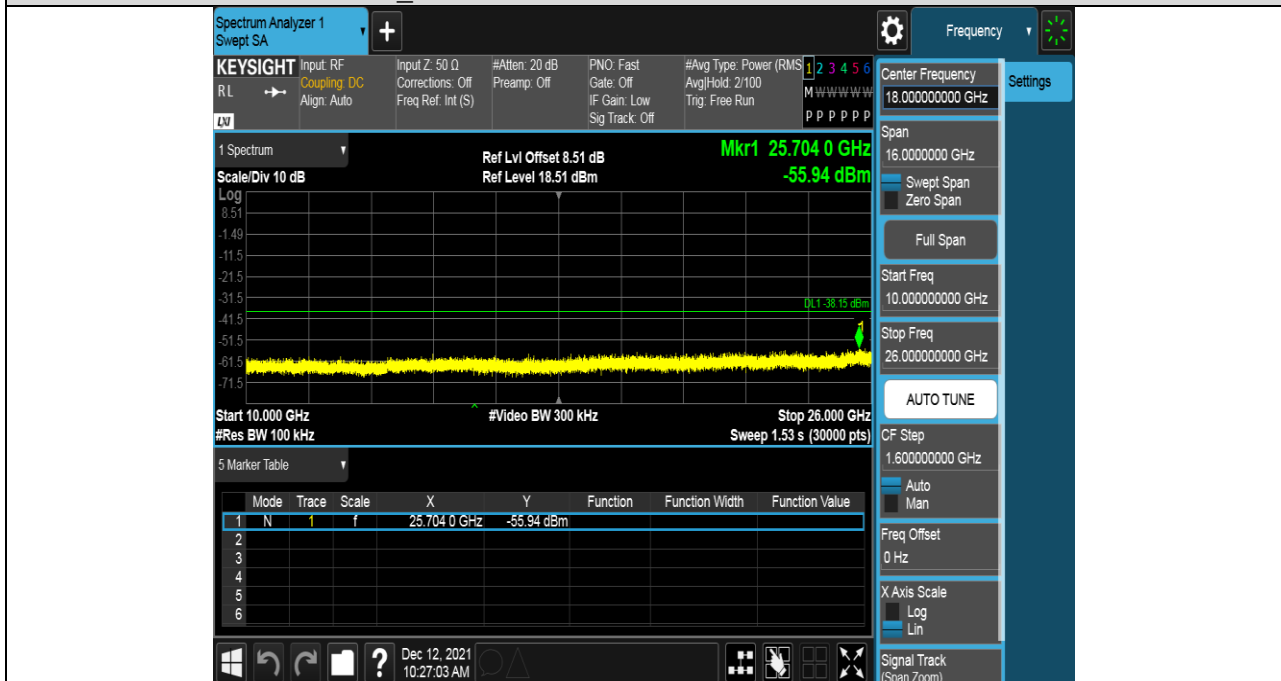 Spectrum Analyzer 1
Swept SA
Frequency
KEYSIGHT
RL
LXI
Input: RF
Coupling: DC
Align: Auto
Input Z: 50 Ω
Corrections: Off
Freq Ref: Int (S)
#Atten: 20 dB
Preamp: Off
PNO: Fast
Gate: Off
IF Gain: Low
Sig Track: Off
#Avg Type: Power (RMS
Avg|Hold: 2/100
Trig: Free Run
1 2 3 4 5 6
M W W W W W
P P P P P P
Center Frequency
18.000000000 GHz
Settings
Span
16.0000000 GHz
Swept Span
Zero Span
Full Span
Start Freq
10.000000000 GHz
Stop Freq
26.000000000 GHz
AUTO TUNE
CF Step
1.600000000 GHz
Auto
Man
Freq Offset
0 Hz
X Axis Scale
Log
Lin
Signal Track
(Span Zoom)
1 Spectrum
Scale/Div 10 dB
Ref Lvl Offset 8.51 dB
Ref Level 18.51 dBm
Mkr1 25.704 0 GHz
-55.94 dBm
Log
8.51
-1.49
-11.5
-21.5
-31.5
-41.5
-51.5
-61.5
-71.5
DL1 -38.15 dBm
1
Start 10.000 GHz
#Video BW 300 kHz
Stop 26.000 GHz
#Res BW 100 kHz
Sweep 1.53 s (30000 pts)
5 Marker Table
Mode Trace Scale X Y Function Function Width Function Value
1 N 1 f 25.704 0 GHz -55.94 dBm
2
3
4
5
6
?
Dec 12, 2021
10:27:03 AM